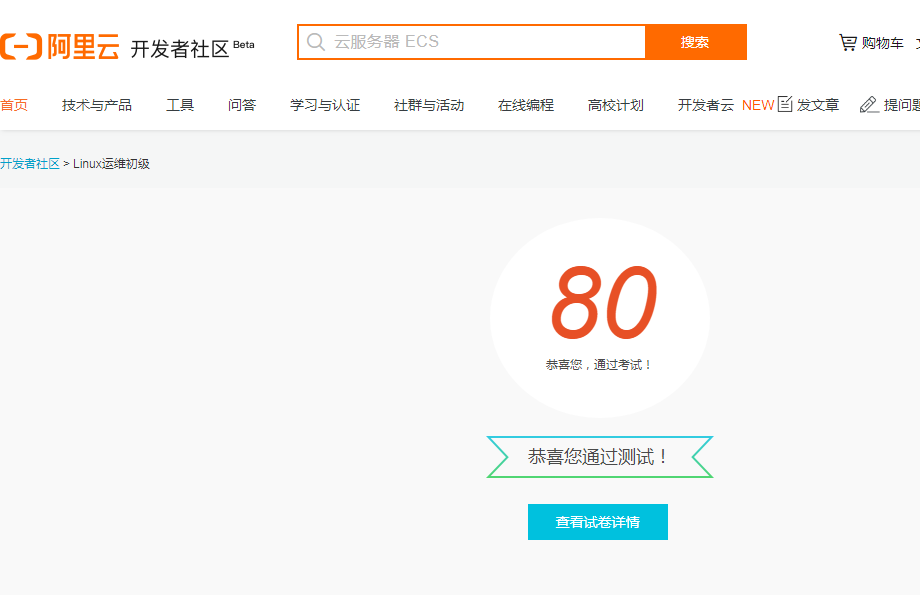 阿里云 开发者社区 Beta
云服务器 ECS 搜索 购物车
首页 技术与产品 工具 问答 学习与认证 社群与活动 在线编程 高校计划 开发者云 NEW 发文章 提问题
开发者社区 > Linux运维初级
80
恭喜您，通过考试！
恭喜您通过测试！
查看试卷详情